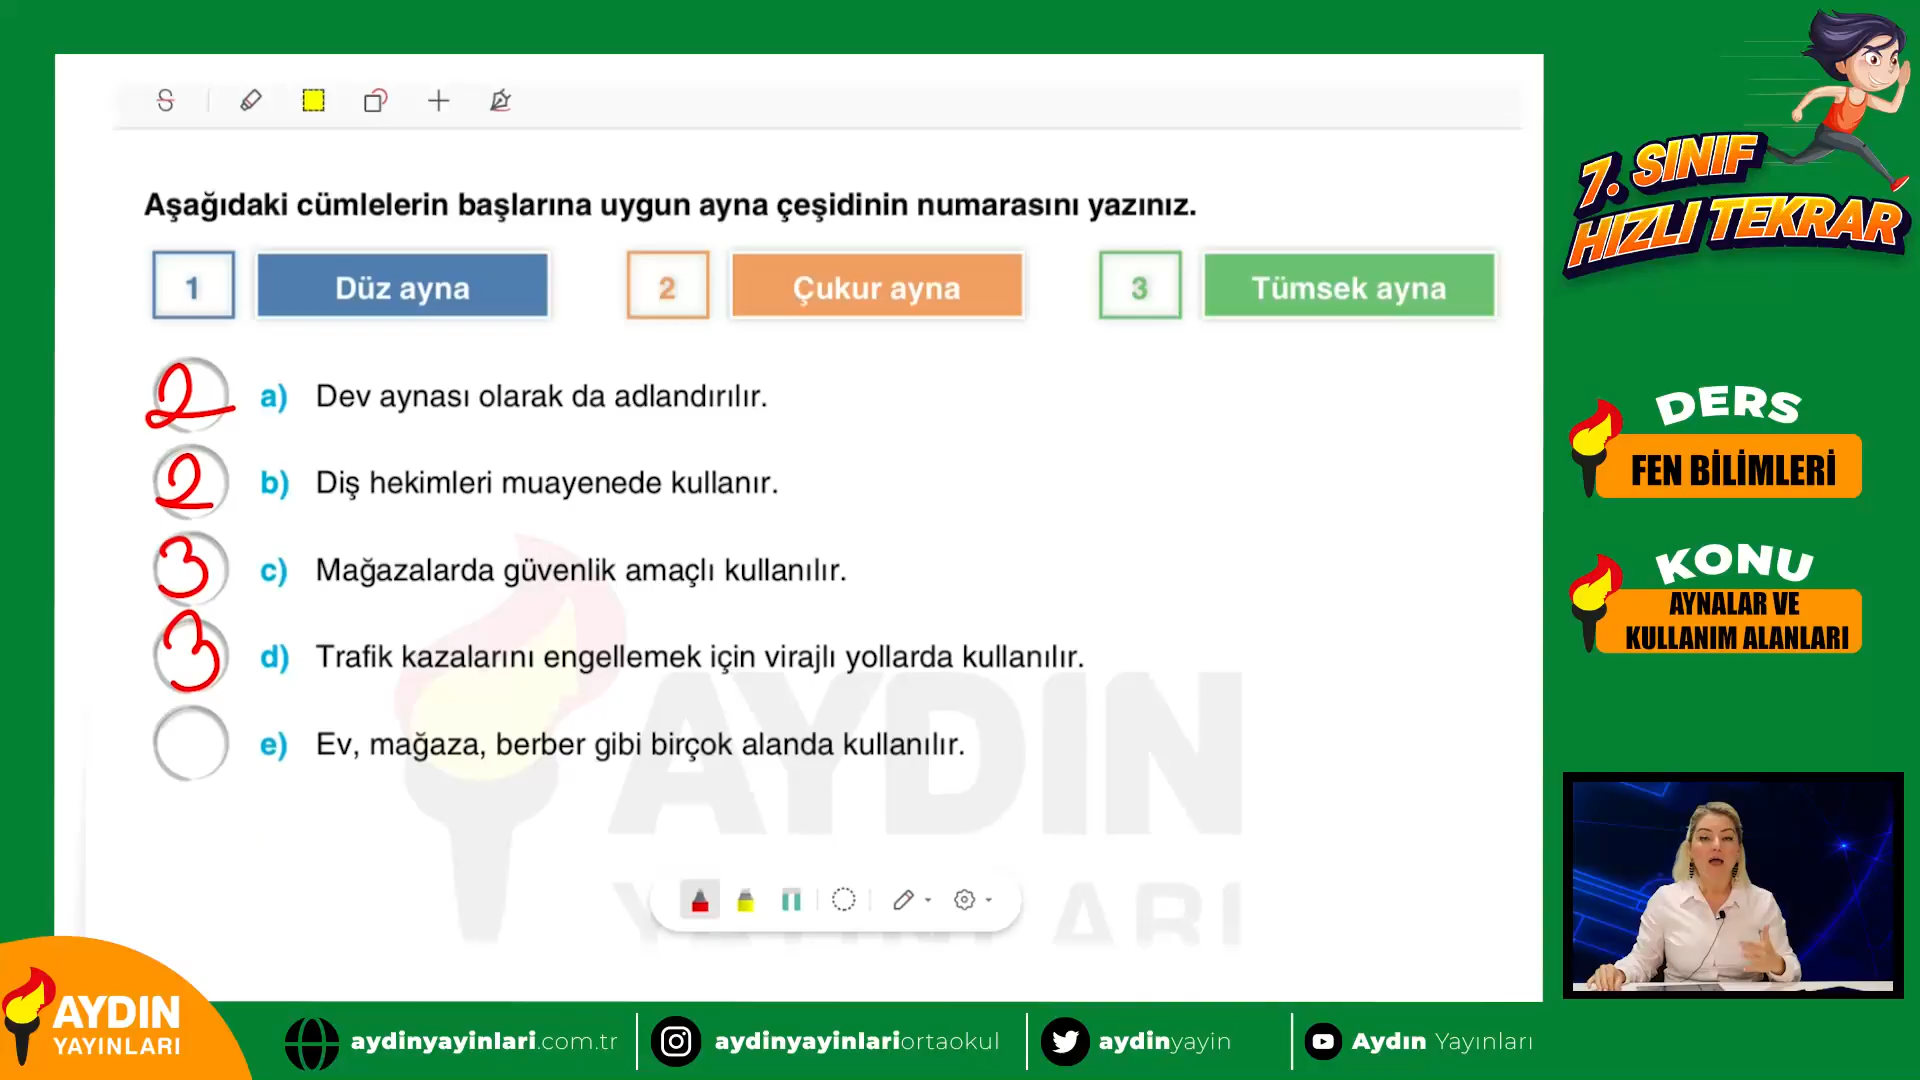 7. SINIF
HIZLI TEKRAR
Aşağıdaki cümlelerin başlarına uygun ayna çeşidinin numarasını yazınız.
1 Düz ayna 2 Çukur ayna 3 Tümsek ayna
2 a) Dev aynası olarak da adlandırılır.
2 b) Diş hekimleri muayenede kullanır.
3 c) Mağazalarda güvenlik amaçlı kullanılır.
3 d) Trafik kazalarını engellemek için virajlı yollarda kullanılır.
e) Ev, mağaza, berber gibi birçok alanda kullanılır.
AYDIN
YAYINLARI
DERS
FEN BİLİMLERİ
KONU
AYNALAR VE
KULLANIM ALANLARI
AYDIN
YAYINLARI
aydinyayinlari.com.tr aydinyayinlariortaokul aydinyayin Aydın Yayınları